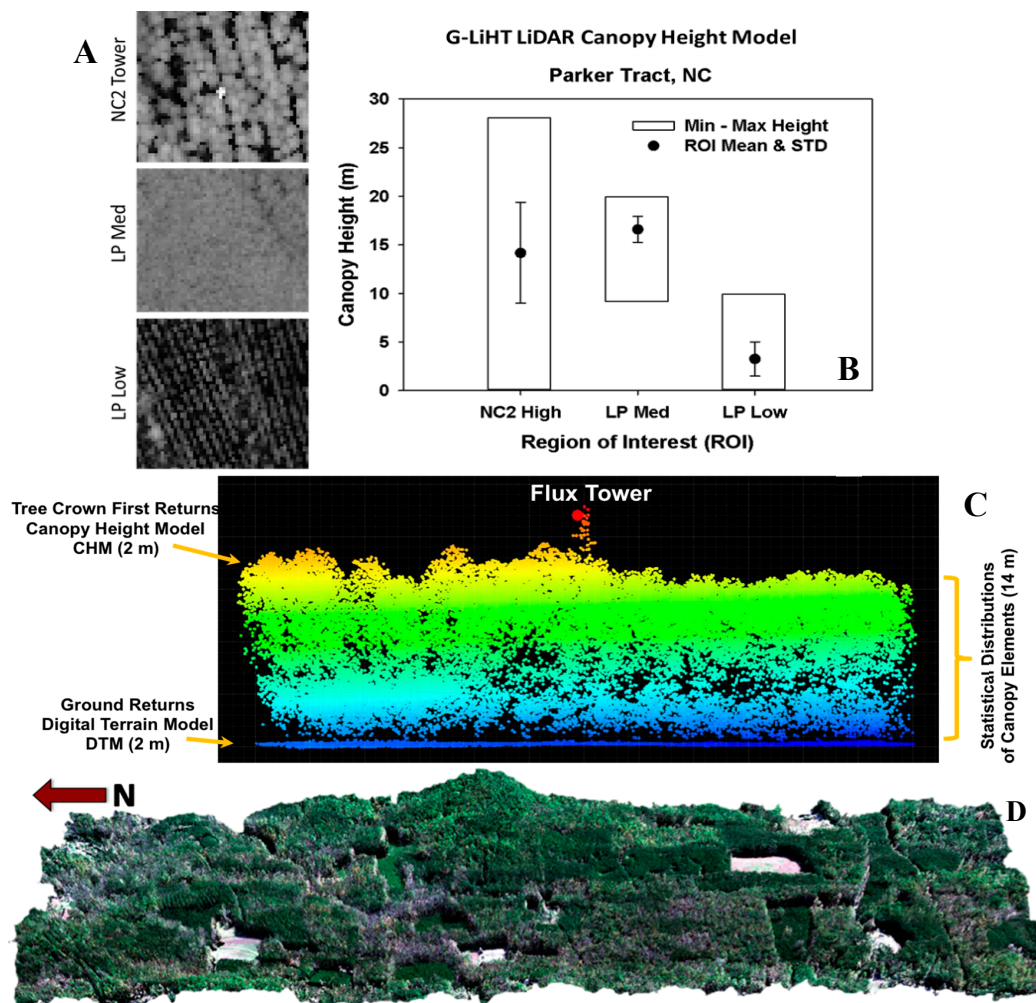 A
NC2 Tower
LP Med
LP Low
G-LiHT LiDAR Canopy Height Model
Parker Tract, NC
Canopy Height (m)
30
25
20
15
10
5
0
Min - Max Height
ROI Mean & STD
B
NC2 High
LP Med
LP Low
Region of Interest (ROI)
Tree Crown First Returns
Canopy Height Model
CHM (2 m)
Flux Tower
C
Ground Returns
Digital Terrain Model
DTM (2 m)
Statistical Distributions
of Canopy Elements (14 m)
N
D